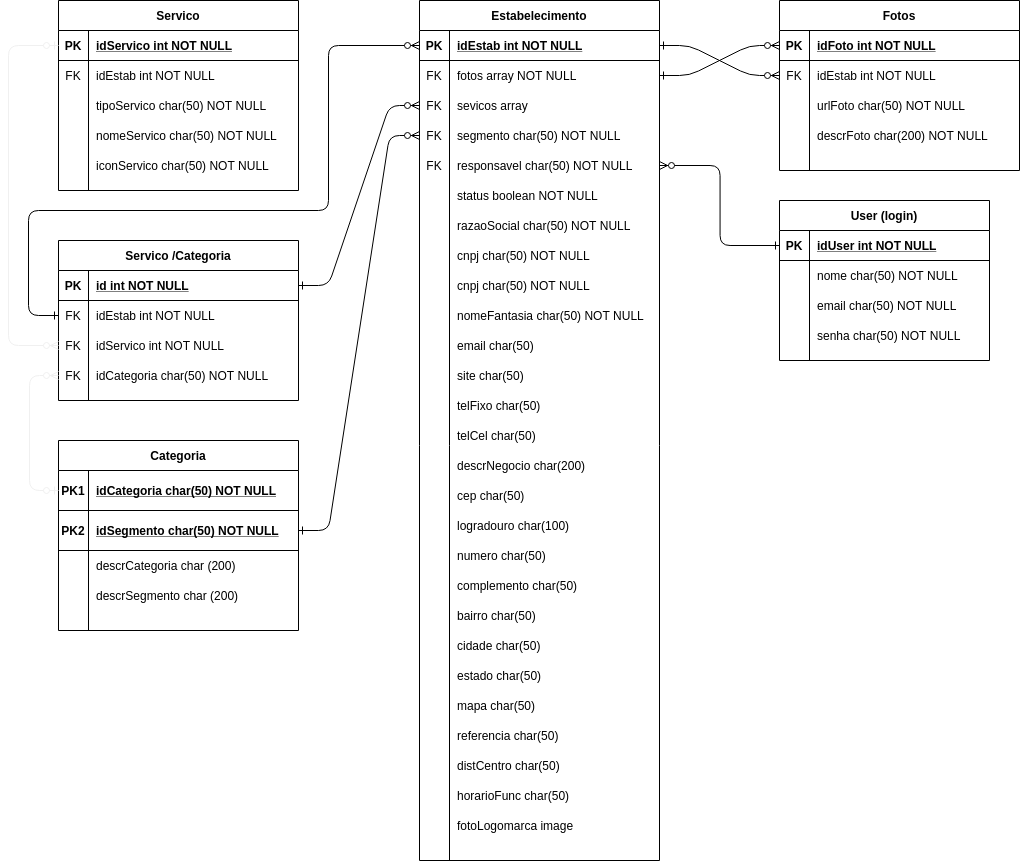 Servico
PK idServico int NOT NULL
FK idEstab int NOT NULL
tipoServico char(50) NOT NULL
nomeServico char(50) NOT NULL
iconServico char(50) NOT NULL
Servico /Categoria
PK id int NOT NULL
FK idEstab int NOT NULL
FK idServico int NOT NULL
FK idCategoria char(50) NOT NULL
Categoria
PK1 idCategoria char(50) NOT NULL
PK2 idSegmento char(50) NOT NULL
descrCategoria char (200)
descrSegmento char (200)
Estabelecimento
PK idEstab int NOT NULL
FK fotos array NOT NULL
FK sevicos array
FK segmento char(50) NOT NULL
FK responsavel char(50) NOT NULL
status boolean NOT NULL
razaoSocial char(50) NOT NULL
cnpj char(50) NOT NULL
cnpj char(50) NOT NULL
nomeFantasia char(50) NOT NULL
email char(50)
site char(50)
telFixo char(50)
telCel char(50)
descrNegocio char(200)
cep char(50)
logradouro char(100)
numero char(50)
complemento char(50)
bairro char(50)
cidade char(50)
estado char(50)
mapa char(50)
referencia char(50)
distCentro char(50)
horarioFunc char(50)
fotoLogomarca image
Fotos
PK idFoto int NOT NULL
FK idEstab int NOT NULL
urlFoto char(50) NOT NULL
descrFoto char(200) NOT NULL
User (login)
PK idUser int NOT NULL
nome char(50) NOT NULL
email char(50) NOT NULL
senha char(50) NOT NULL